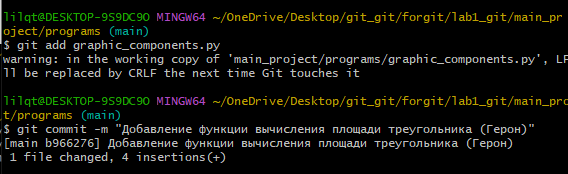 lilqt@DESKTOP-9S9DC9O MINGW64 ~/OneDrive/Desktop/git_git/forgit/lab1_git/main_pr
oject/programs (main)
$ git add graphic_components.py
warning: in the working copy of 'main_project/programs/graphic_components.py', LF wi
ll be replaced by CRLF the next time Git touches it
lilqt@DESKTOP-9S9DC9O MINGW64 ~/OneDrive/Desktop/git_git/forgit/lab1_git/main_projec
t/programs (main)
$ git commit -m "Добавление функции вычисления площади треугольника (Герон)"
[main b966276] Добавление функции вычисления площади треугольника (Герон)
 1 file changed, 4 insertions(+)